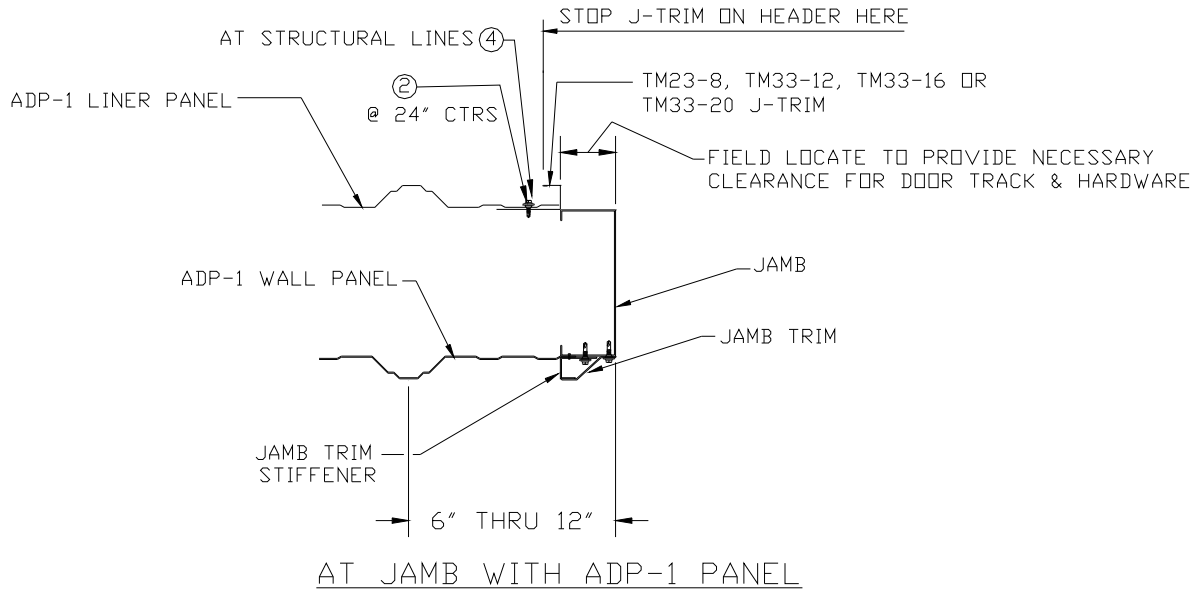 STOP J-TRIM ON HEADER HERE
AT STRUCTURAL LINES 4
2
@ 24" CTRS
ADP-1 LINER PANEL
TM23-8, TM33-12, TM33-16 OR
TM33-20 J-TRIM
FIELD LOCATE TO PROVIDE NECESSARY
CLEARANCE FOR DOOR TRACK & HARDWARE
ADP-1 WALL PANEL
JAMB
JAMB TRIM
JAMB TRIM
STIFFENER
6" THRU 12"
AT JAMB WITH ADP-1 PANEL